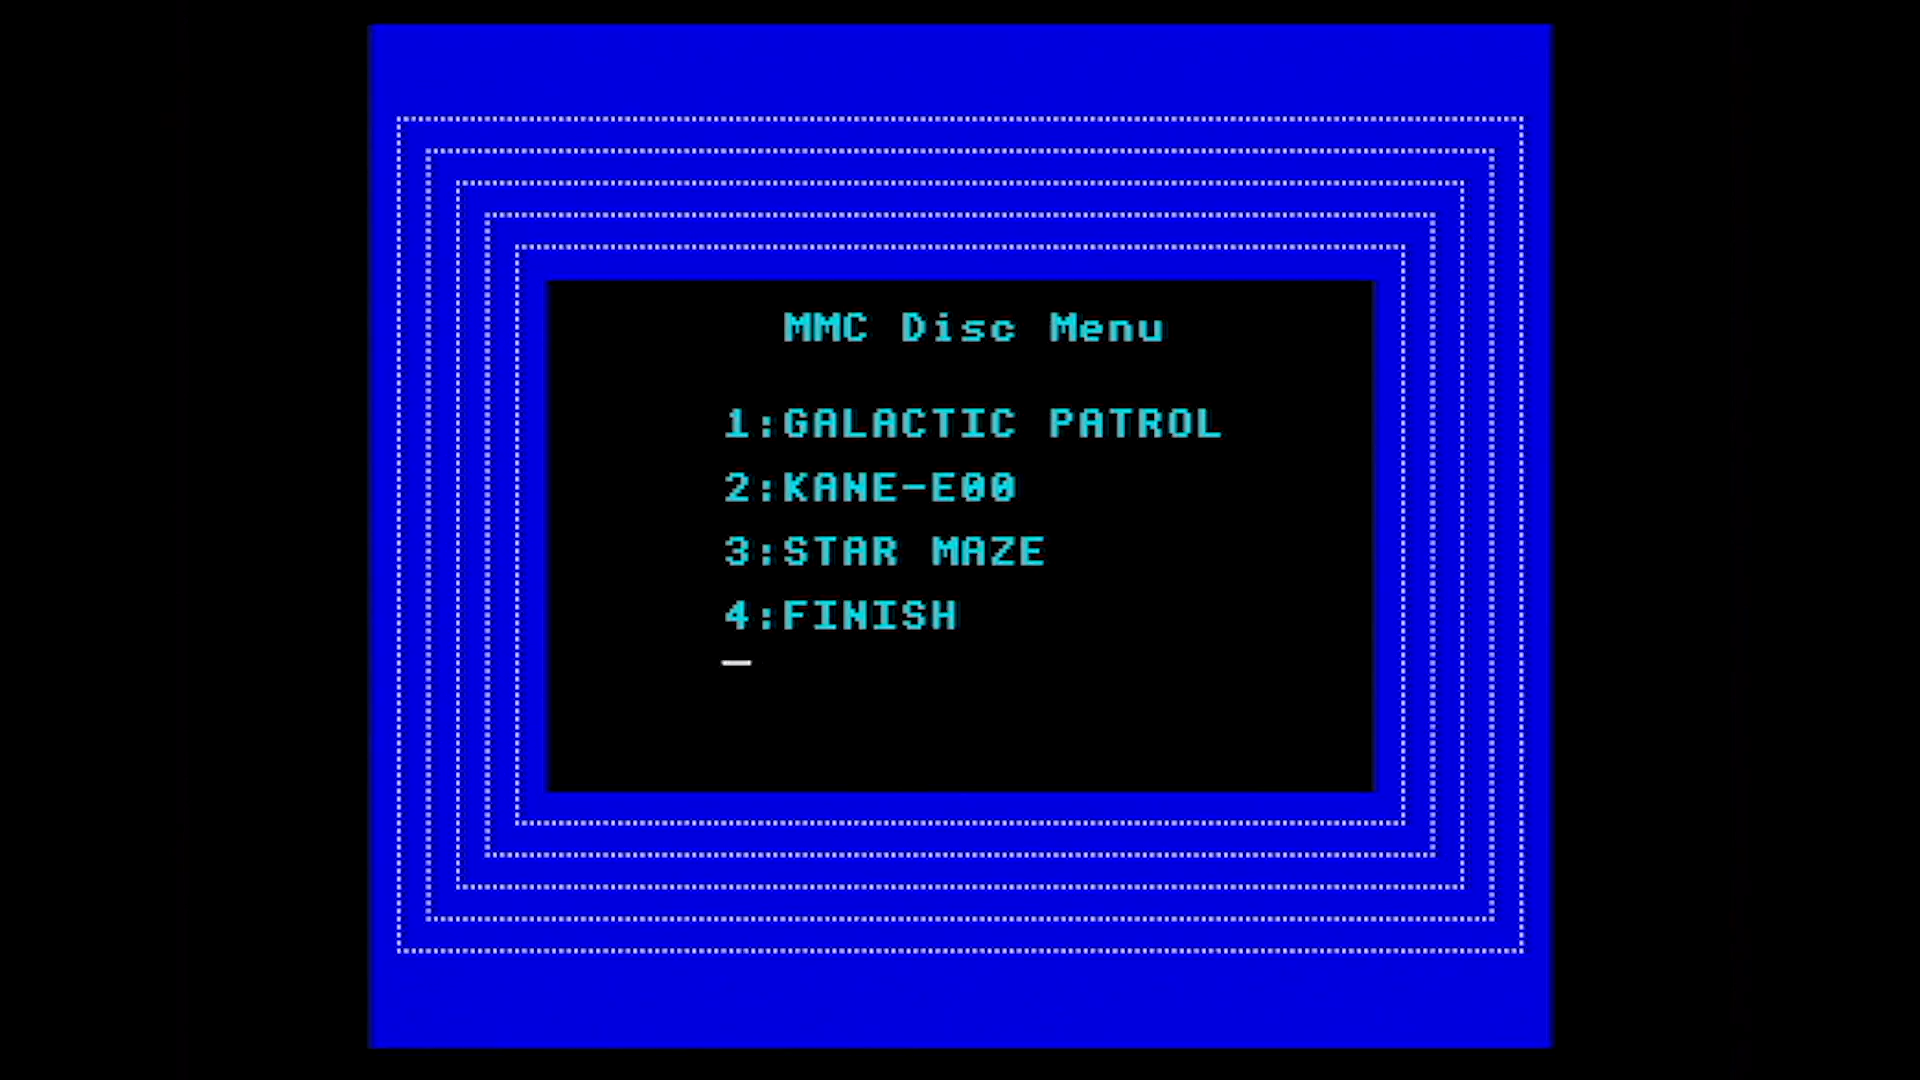 MMC Disc Menu
1:GALACTIC PATROL
2:KANE-E00
3:STAR MAZE
4:FINISH